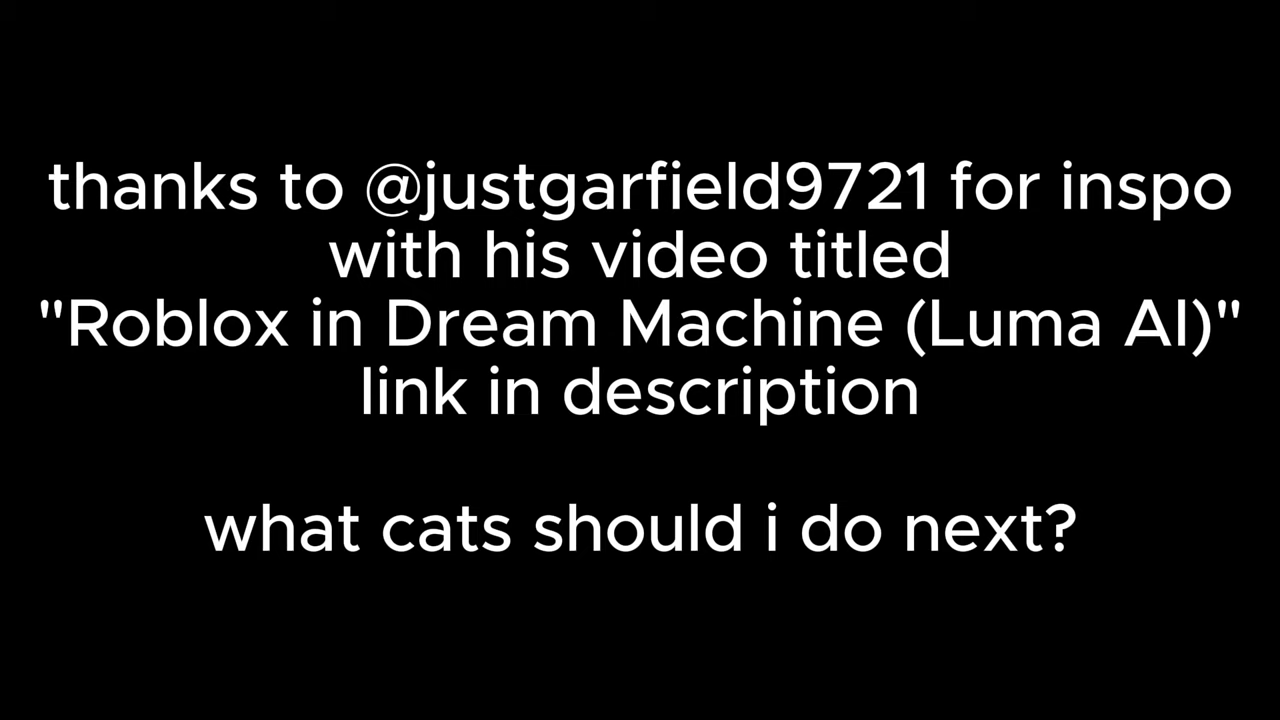 thanks to @justgarfield9721 for inspo
with his video titled
"Roblox in Dream Machine (Luma AI)"
link in description
what cats should i do next?